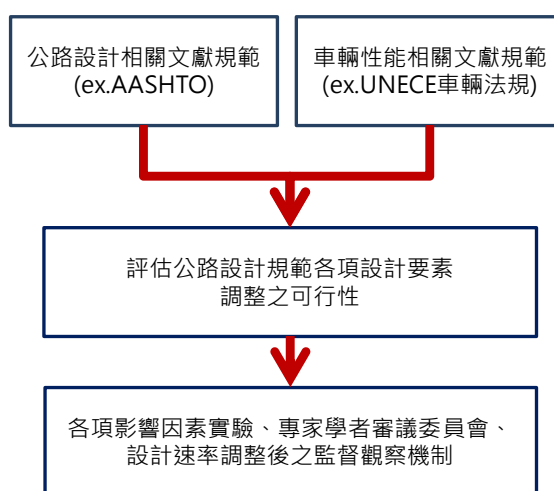 公路設計相關文獻規範
(ex.AASHTO)
車輛性能相關文獻規範
(ex.UNECE車輛法規)
評估公路設計規範各項設計要素
調整之可行性
各項影響因素實驗、專家學者審議委員會、
設計速率調整後之監督觀察機制